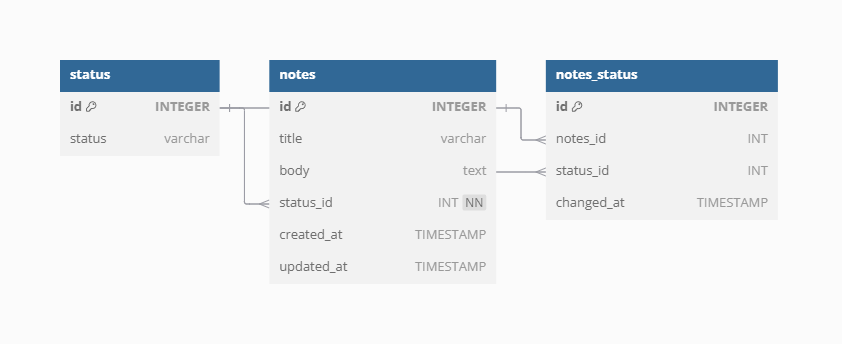 status
id INTEGER
status varchar
notes
id INTEGER
title varchar
body text
status_id INT NN
created_at TIMESTAMP
updated_at TIMESTAMP
notes_status
id INTEGER
notes_id INT
status_id INT
changed_at TIMESTAMP